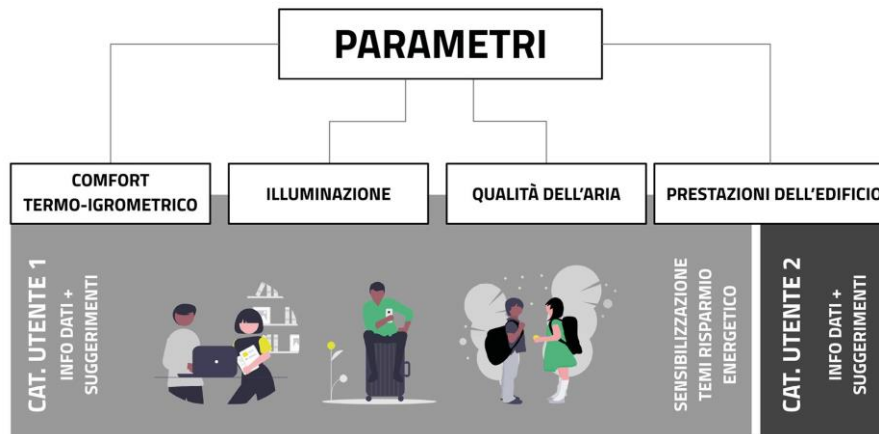 PARAMETRI
COMFORT
TERMO-IGROMETRICO
ILLUMINAZIONE
QUALITÀ DELL'ARIA
PRESTAZIONI DELL'EDIFICIO
CAT. UTENTE 1
INFO DATI +
SUGGERIMENTI
SENSIBILIZZAZIONE
TEMI RISPARMIO
ENERGETICO
CAT. UTENTE 2
INFO DATI +
SUGGERIMENTI